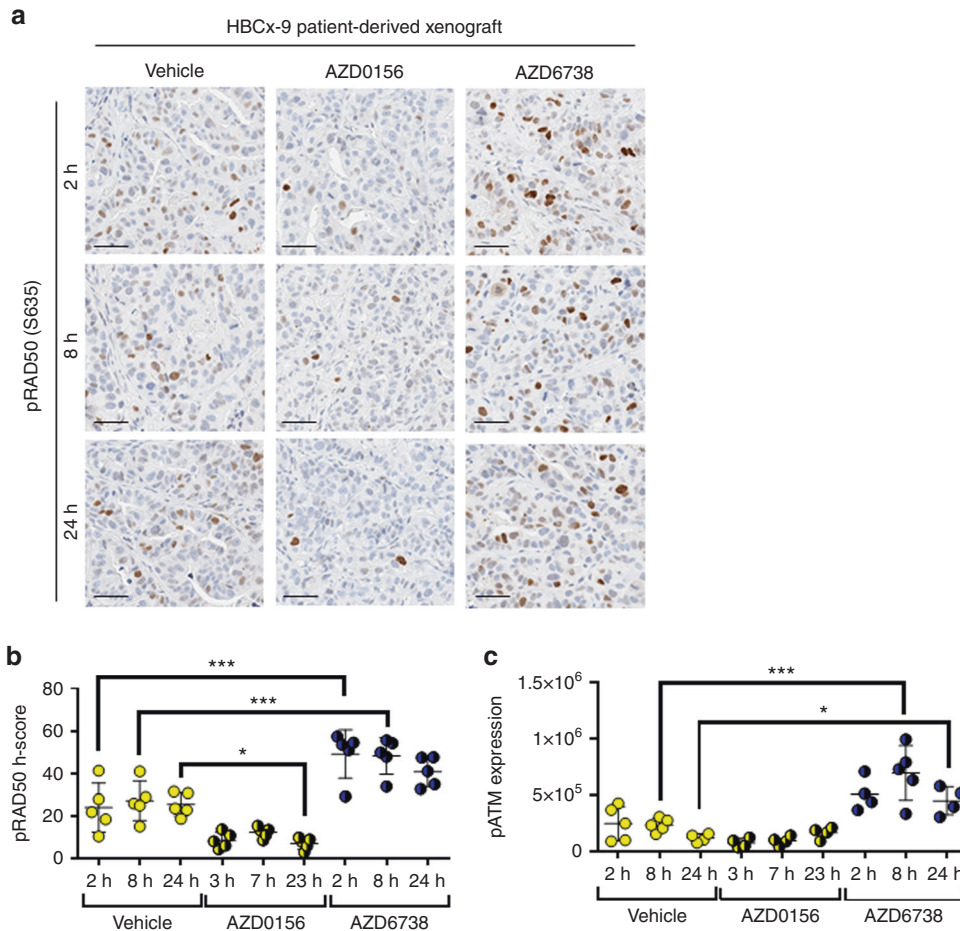 a
HBCx-9 patient-derived xenograft
Vehicle AZD0156 AZD6738
pRAD50 (S635)
2 h
8 h
24 h
b
pRAD50 h-score
80
60
40
20
0
***
***
*
2 h 8 h 24 h 3 h 7 h 23 h 2 h 8 h 24 h
Vehicle AZD0156 AZD6738
c
pATM expression
1.5×10⁶
1×10⁶
5×10⁵
0
***
*
2 h 8 h 24 h 3 h 7 h 23 h 2 h 8 h 24 h
Vehicle AZD0156 AZD6738